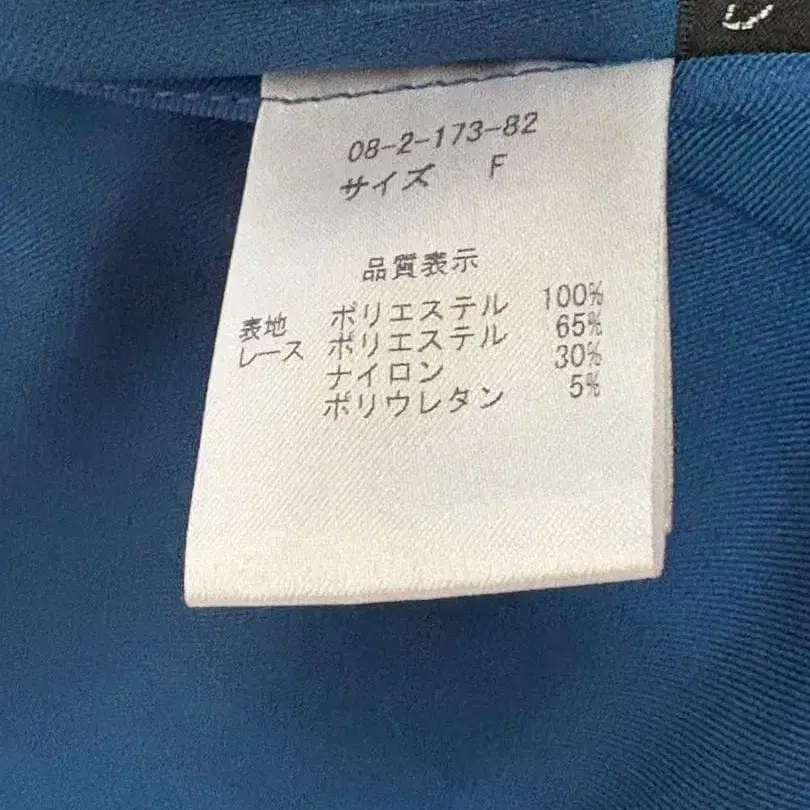 08-2-173-82
サイズ F
品質表示
表地 ポリエステル 100%
レース ポリエステル 65%
ナイロン 30%
ポリウレタン 5%